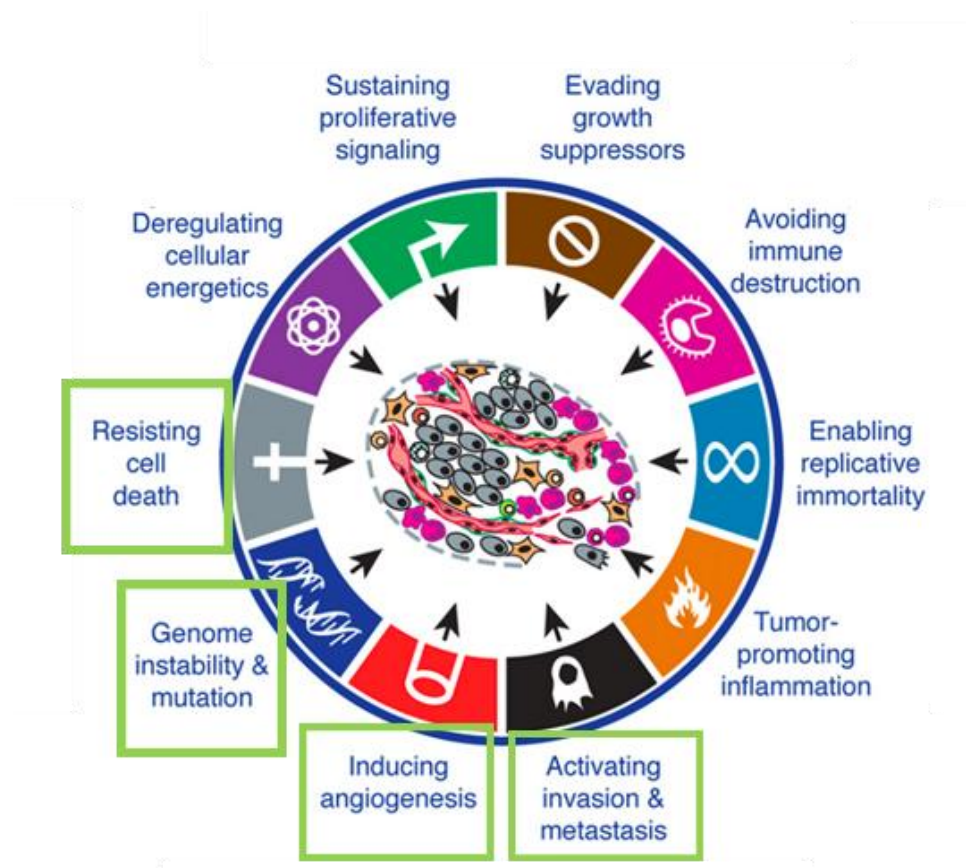 Sustaining
proliferative
signaling
Evading
growth
suppressors
Deregulating
cellular
energetics
Avoiding
immune
destruction
Resisting
cell
death
Enabling
replicative
immortality
Genome
instability &
mutation
Tumor-
promoting
inflammation
Inducing
angiogenesis
Activating
invasion &
metastasis